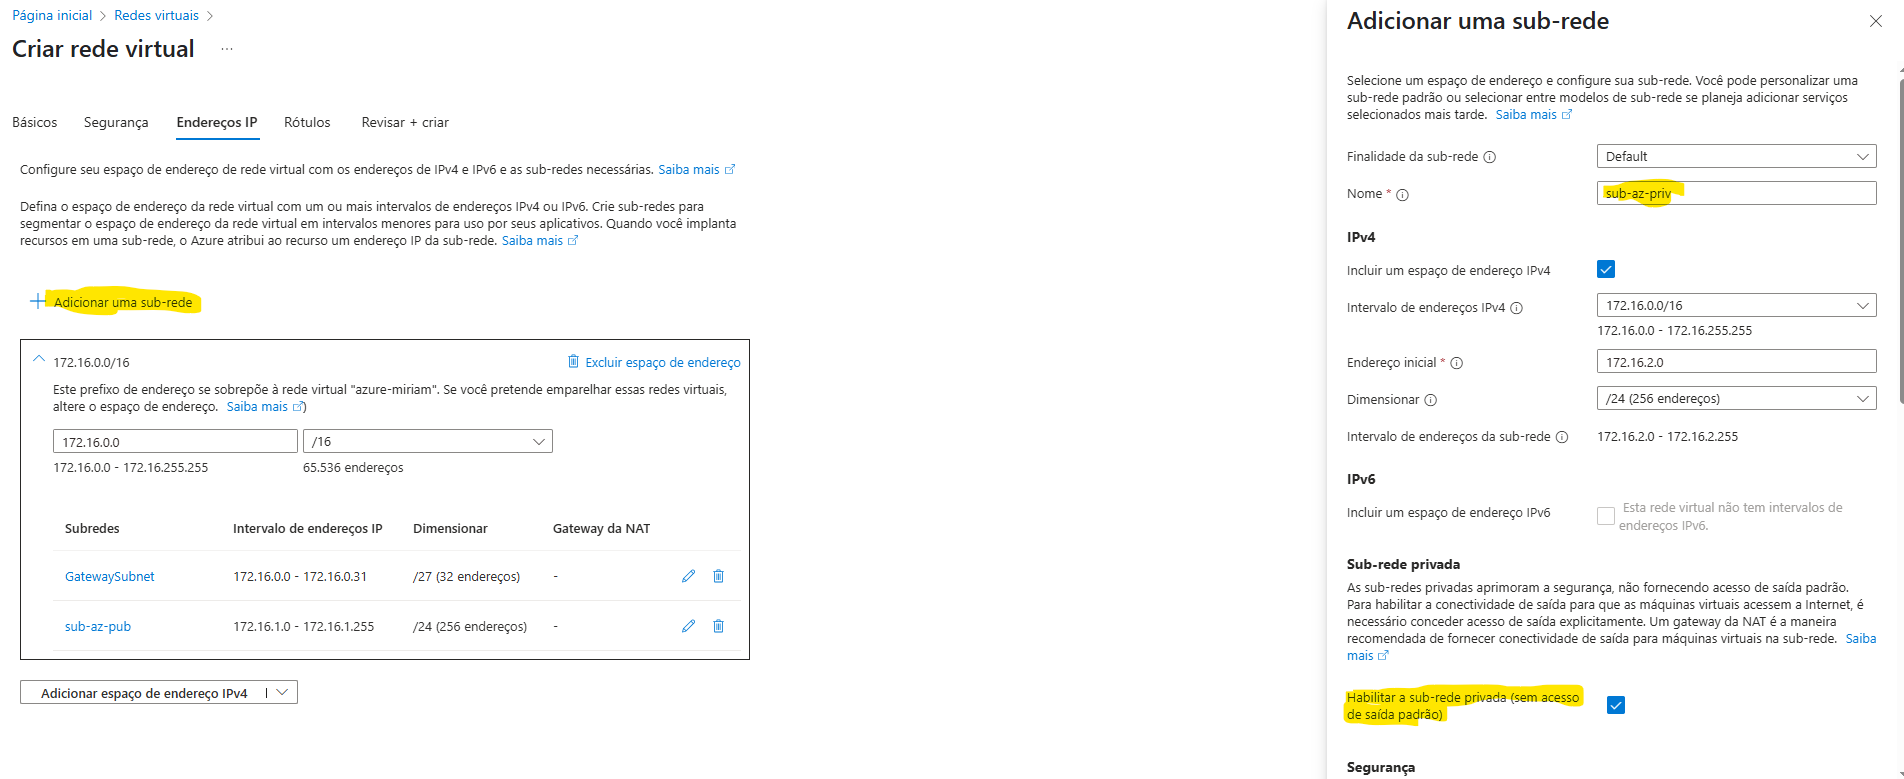 Página inicial > Redes virtuais >
Criar rede virtual ...
Básicos Segurança Endereços IP Rótulos Revisar + criar
Configure seu espaço de endereço de rede virtual com os endereços de IPv4 e IPv6 e as sub-redes necessárias. Saiba mais
Defina o espaço de endereço da rede virtual com um ou mais intervalos de endereços IPv4 ou IPv6. Crie sub-redes para
segmentar o espaço de endereço da rede virtual em intervalos menores para uso por seus aplicativos. Quando você implanta
recursos em uma sub-rede, o Azure atribui ao recurso um endereço IP da sub-rede. Saiba mais
+ Adicionar uma sub-rede
172.16.0.0/16 Excluir espaço de endereço
Este prefixo de endereço se sobrepõe à rede virtual "azure-miriam". Se você pretende emparelhar essas redes virtuais,
altere o espaço de endereço. Saiba mais )
172.16.0.0 /16
172.16.0.0 - 172.16.255.255 65.536 endereços
Subredes Intervalo de endereços IP Dimensionar Gateway da NAT
GatewaySubnet 172.16.0.0 - 172.16.0.31 /27 (32 endereços) -
sub-az-pub 172.16.1.0 - 172.16.1.255 /24 (256 endereços) -
Adicionar espaço de endereço IPv4 |
Adicionar uma sub-rede
Selecione um espaço de endereço e configure sua sub-rede. Você pode personalizar uma
sub-rede padrão ou selecionar entre modelos de sub-rede se planeja adicionar serviços
selecionados mais tarde. Saiba mais
Finalidade da sub-rede Default
Nome * sub-az-priv
IPv4
Incluir um espaço de endereço IPv4
Intervalo de endereços IPv4 172.16.0.0/16
172.16.0.0 - 172.16.255.255
Endereço inicial * 172.16.2.0
Dimensionar /24 (256 endereços)
Intervalo de endereços da sub-rede 172.16.2.0 - 172.16.2.255
IPv6
Incluir um espaço de endereço IPv6 Esta rede virtual não tem intervalos de
endereços IPv6.
Sub-rede privada
As sub-redes privadas aprimoram a segurança, não fornecendo acesso de saída padrão.
Para habilitar a conectividade de saída para que as máquinas virtuais acessem a Internet, é
necessário conceder acesso de saída explicitamente. Um gateway da NAT é a maneira
recomendada de fornecer conectividade de saída para máquinas virtuais na sub-rede. Saiba
mais
Habilitar a sub-rede privada (sem acesso
de saída padrão)
Segurança